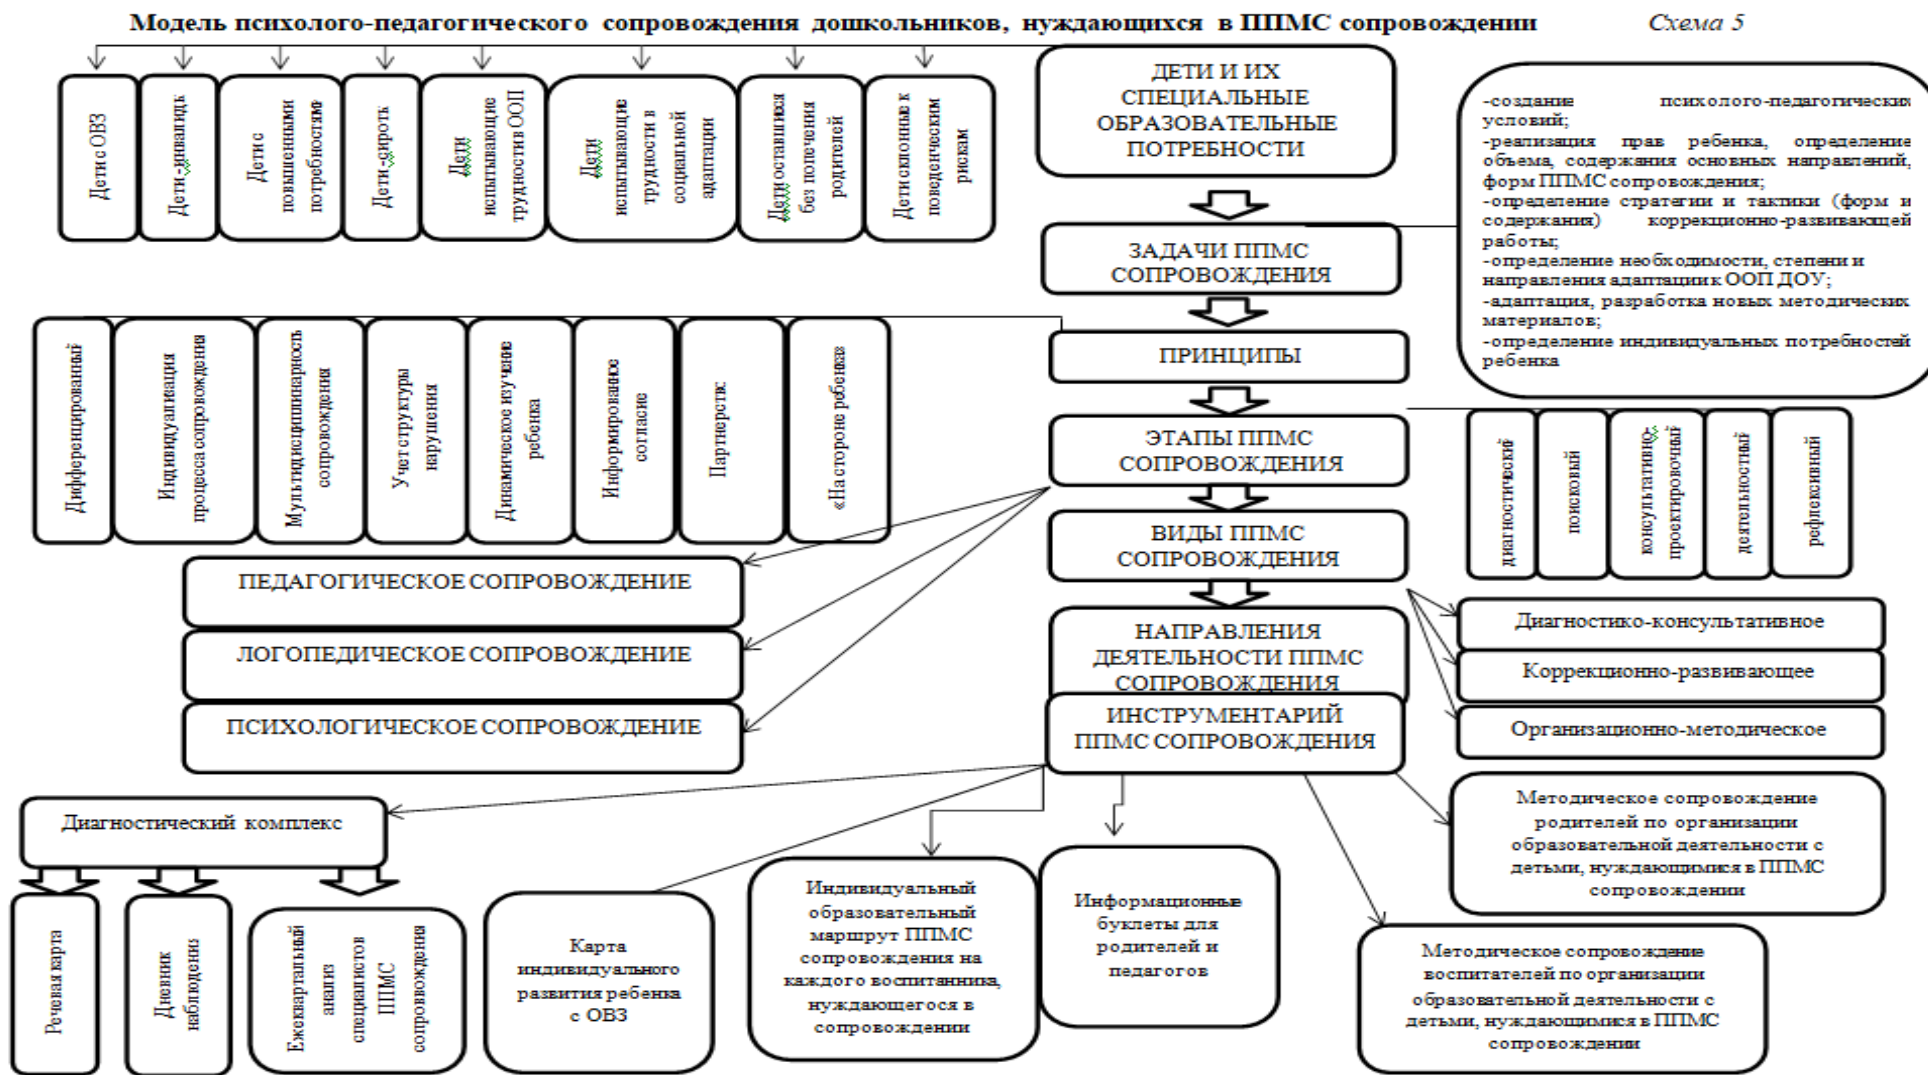 Модель психолого-педагогического сопровождения дошкольников, нуждающихся в ППМС сопровождении
Схема 5
Дети с ОВЗ
Дети-инвалиды
Дети с
повышенными
потребностями
Дети-сироты
Дети
испытывающие
трудности в ООП
Дети
испытывающие
трудности в
социальной
адаптации
Дети оставшиеся
без попечения
родителей
Дети склонные к
поведенческим
рискам
ДЕТИ И ИХ
СПЕЦИАЛЬНЫЕ
ОБРАЗОВАТЕЛЬНЫЕ
ПОТРЕБНОСТИ
-создание психолого-педагогических
условий;
-реализация прав ребенка, определение
объема, содержания основных направлений,
форм ППМС сопровождения;
-определение стратегии и тактики (форм и
содержания) коррекционно-развивающей
работы;
-определение необходимости, степени и
направления адаптации к ООП ДОУ;
-адаптация, разработка новых методических
материалов;
-определение индивидуальных потребностей
ребенка
ЗАДАЧИ ППМС
СОПРОВОЖДЕНИЯ
ПРИНЦИПЫ
Дифференцированный
Индивидуализация
процесса сопровождения
Мультидисциплинарность
сопровождения
Учет структуры
нарушения
Динамическое изучение
ребенка
Информированное
согласие
Партнерство
«На стороне ребенка»
ЭТАПЫ ППМС
СОПРОВОЖДЕНИЯ
диагностический
поисковый
консультативно-
проектировочный
деятельностный
рефлексивный
ВИДЫ ППМС
СОПРОВОЖДЕНИЯ
ПЕДАГОГИЧЕСКОЕ СОПРОВОЖДЕНИЕ
ЛОГОПЕДИЧЕСКОЕ СОПРОВОЖДЕНИЕ
ПСИХОЛОГИЧЕСКОЕ СОПРОВОЖДЕНИЕ
НАПРАВЛЕНИЯ
ДЕЯТЕЛЬНОСТИ ППМС
СОПРОВОЖДЕНИЯ
Диагностико-консультативное
Коррекционно-развивающее
Организационно-методическое
ИНСТРУМЕНТАРИЙ
ППМС СОПРОВОЖДЕНИЯ
Диагностический комплекс
Речевая карта
Дневник
наблюдения
Ежеквартальный
анализ
специалистов
ППМС
сопроввождения
Карта
индивидуального
развития ребенка
с ОВЗ
Индивидуальный
образовательный
маршрут ППМС
сопровождения на
каждого воспитанника,
нуждающегося в
сопровождении
Информационные
буклеты для
родителей и
педагогов
Методическое сопровождение
родителей по организации
образовательной деятельности с
детьми, нуждающимися в ППМС
сопровождении
Методическое сопровождение
воспитателей по организации
образовательной деятельности с
детьми, нуждающимися в ППМС
сопровождении